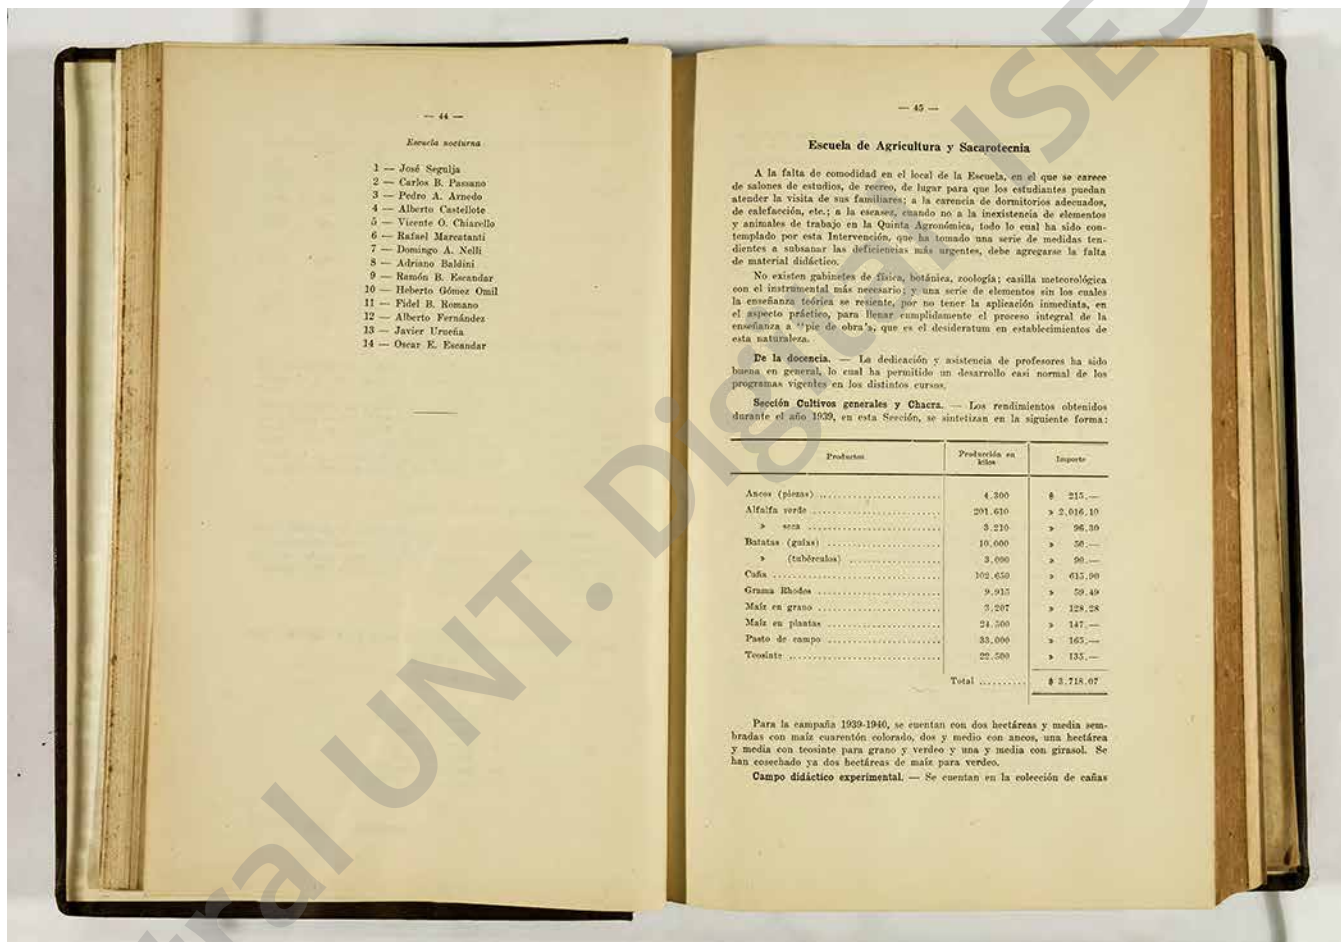 — 44 —
Escuela nocturna
1 — José Segulja
2 — Carlos B. Passano
3 — Pedro A. Arnedo
4 — Alberto Castellote
5 — Vicente O. Chiarello
6 — Rafael Marcatanti
7 — Domingo A. Nelli
8 — Adriano Baldini
9 — Ramón B. Escandar
10 — Heberto Gómez Omil
11 — Fidel B. Romano
12 — Alberto Fernández
13 — Javier Urueña
14 — Oscar E. Escandar
— 45 —
Escuela de Agricultura y Sacarotecnia
A la falta de comodidad en el local de la Escuela, en el que se carece
de salones de estudios, de recreo, de lugar para que los estudiantes puedan
atender la visita de sus familiares; a la carencia de dormitorios adecuados,
de calefacción, etc.; a la escasez, cuando no a la inexistencia de elementos
y animales de trabajo en la Quinta Agronómica, todo lo cual ha sido con-
templado por esta Intervención, que ha tomado una serie de medidas ten-
dientes a subsanar las deficiencias más urgentes, debe agregarse la falta
de material didáctico.
No existen gabinetes de física, botánica, zoología; casilla meteorológica
con el instrumental más necesario; y una serie de elementos sin los cuales
la enseñanza teórica se resiente, por no tener la aplicación inmediata, en
el aspecto práctico, para llenar cumplidamente el proceso integral de la
enseñanza a "pie de obra's, que es el desideratum en establecimientos de
esta naturaleza.
De la docencia. — La dedicación y asistencia de profesores ha sido
buena en general, lo cual ha permitido un desarrollo casi normal de los
programas vigentes en los distintos cursos.
Sección Cultivos generales y Chacra. — Los rendimientos obtenidos
durante el año 1939, en esta Sección, se sintetizan en la siguiente forma:
Productos Producción en kilos Importe
Ancos (piezas) .......... 4.300 $ 215.—
Alfalfa verde .......... 201.610 » 2,016.10
» seca .......... 3.210 » 96.30
Batatas (guías) .......... 10.000 » 50.—
» (tubérculos) .......... 3.000 » 90.—
Caña .......... 102.650 » 615.90
Grama Rhodes .......... 9.915 » 59.49
Maíz en grano .......... 3.207 » 128.28
Maíz en plantas .......... 24.500 » 147.—
Pasto de campo .......... 33.000 » 165.—
Teosinte .......... 22.500 » 135.—
Total .......... $ 3.718.07
Para la campaña 1939-1940, se cuentan con dos hectáreas y media sem-
bradas con maíz cuarentón colorado, dos y medio con ancos, una hectárea
y media con teosinte para grano y verdeo y una y media con girasol. Se
han cosechado ya dos hectáreas de maíz para verdeo.
Campo didáctico experimental. — Se cuentan en la colección de cañas
tral UNT. Digital ISES